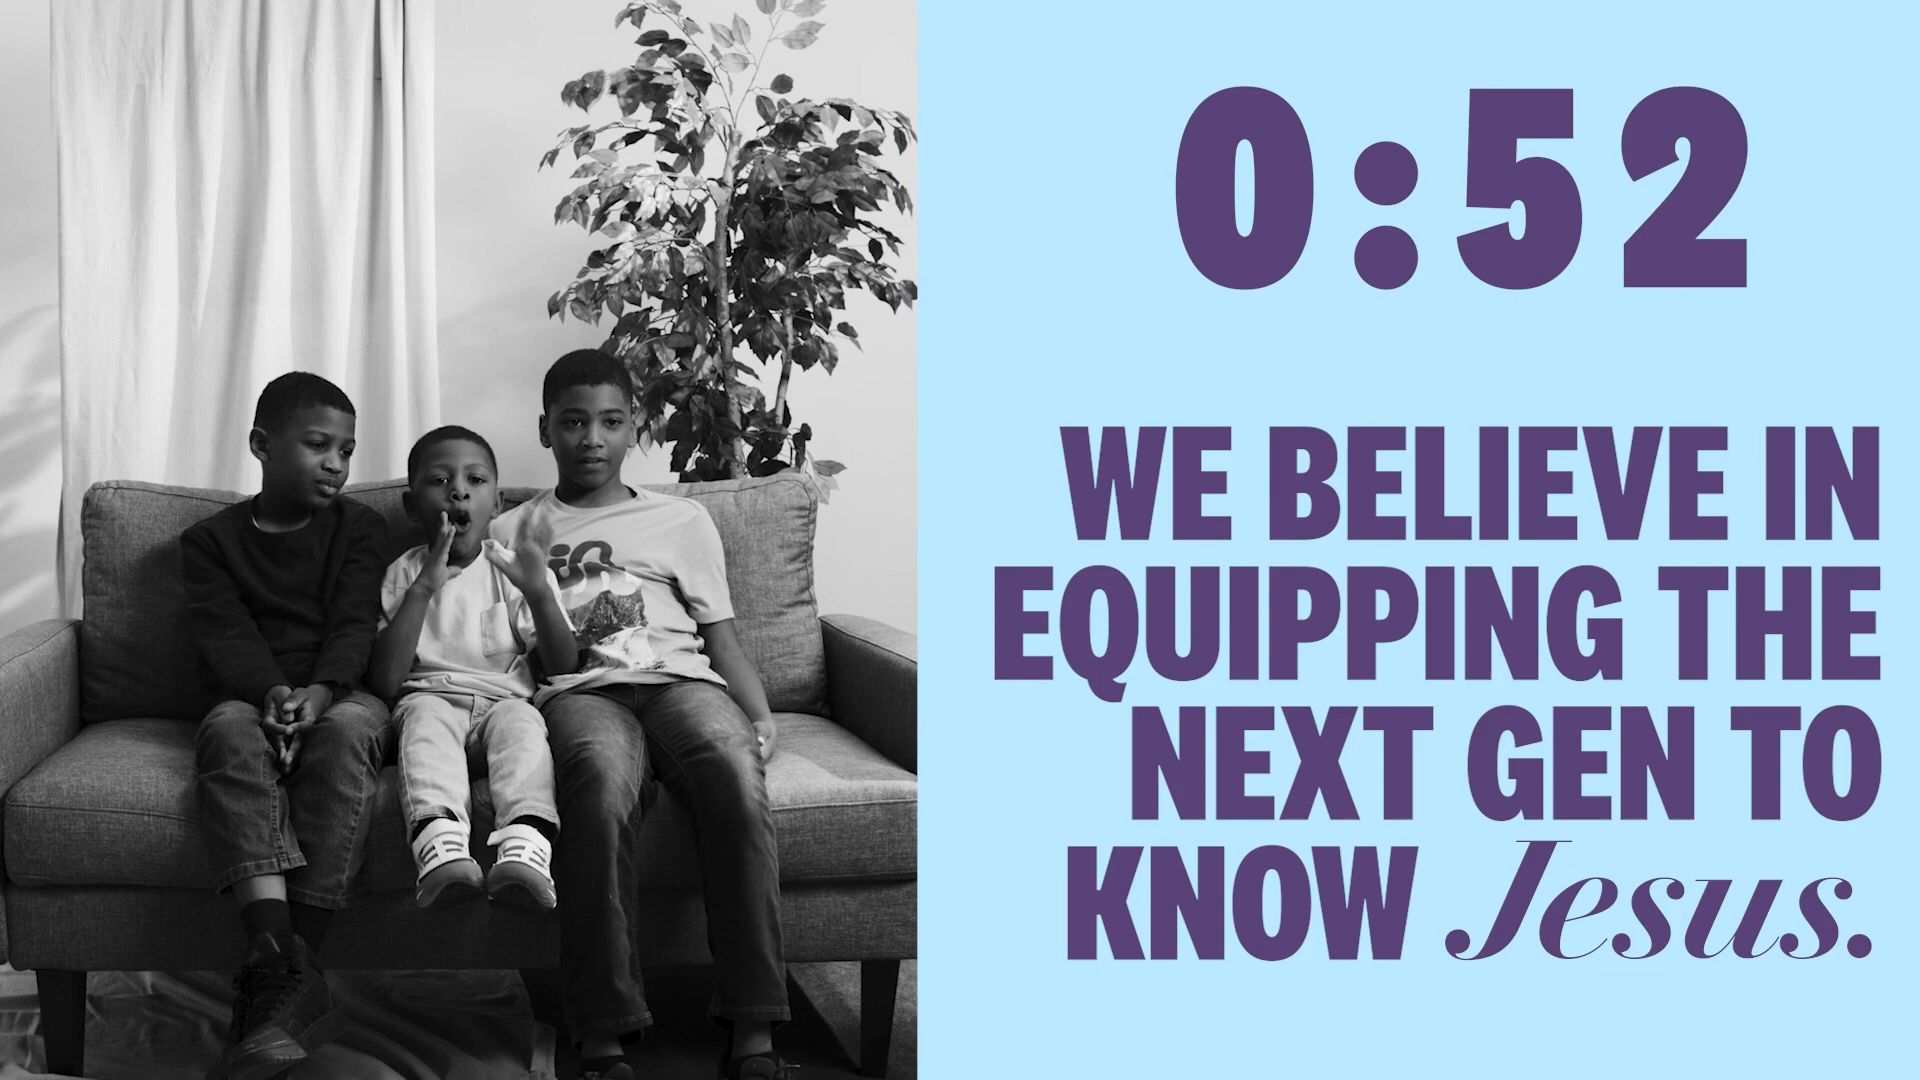 0:52
WE BELIEVE IN
EQUIPPING THE
NEXT GEN TO
KNOW Jesus.